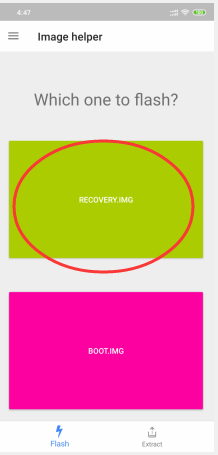 4:47
Image helper
Which one to flash?
RECOVERY.IMG
BOOT.IMG
Flash
Extract